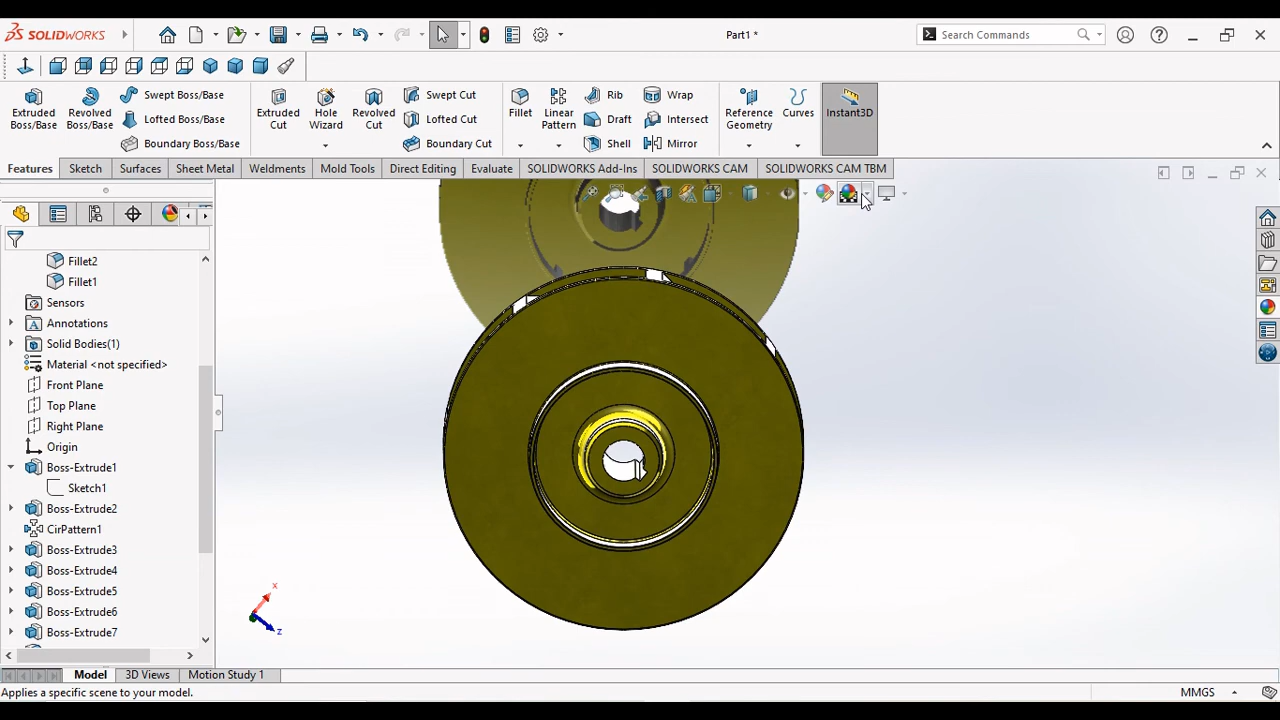 SOLIDWORKS
Part1 *
Search Commands
Extruded Boss/Base
Revolved Boss/Base
Swept Boss/Base
Lofted Boss/Base
Boundary Boss/Base
Extruded Cut
Hole Wizard
Revolved Cut
Swept Cut
Lofted Cut
Boundary Cut
Fillet
Linear Pattern
Rib
Draft
Shell
Wrap
Intersect
Mirror
Reference Geometry
Curves
Instant3D
Features
Sketch
Surfaces
Sheet Metal
Weldments
Mold Tools
Direct Editing
Evaluate
SOLIDWORKS Add-Ins
SOLIDWORKS CAM
SOLIDWORKS CAM TBM
Fillet2
Fillet1
Sensors
Annotations
Solid Bodies(1)
Material <not specified>
Front Plane
Top Plane
Right Plane
Origin
Boss-Extrude1
Sketch1
Boss-Extrude2
CirPattern1
Boss-Extrude3
Boss-Extrude4
Boss-Extrude5
Boss-Extrude6
Boss-Extrude7
x
z
Model
3D Views
Motion Study 1
Applies a specific scene to your model.
MMGS